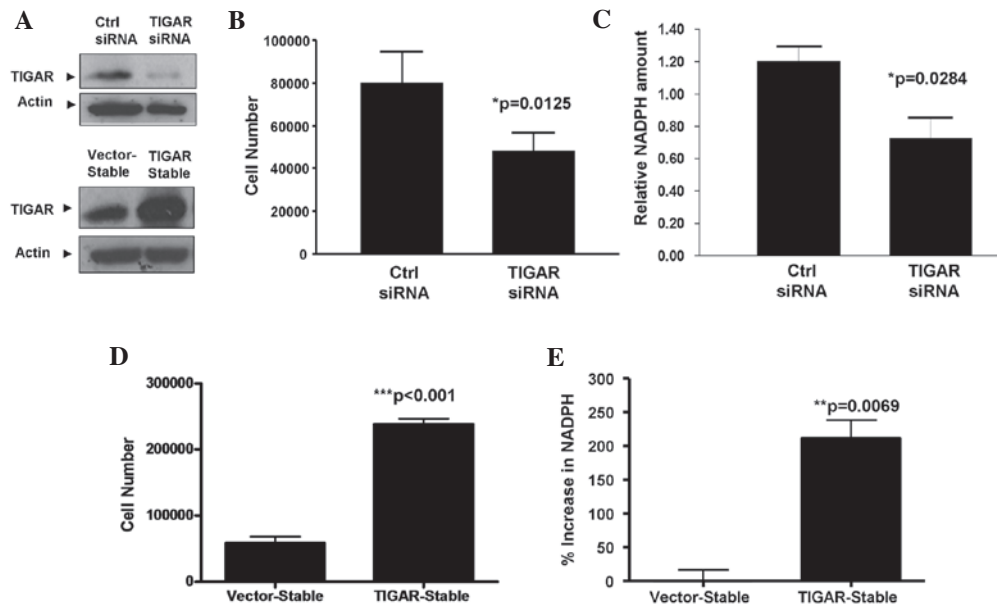 A
Ctrl siRNA
TIGAR siRNA
TIGAR
Actin
Vector-Stable
TIGAR Stable
TIGAR
Actin
B
Cell Number
100000
80000
60000
40000
20000
0
*p=0.0125
Ctrl siRNA
TIGAR siRNA
C
Relative NADPH amount
1.20
1.00
0.80
0.60
0.40
0.20
0.00
*p=0.0284
Ctrl siRNA
TIGAR siRNA
D
Cell Number
300000
200000
100000
0
***p<0.001
Vector-Stable
TIGAR-Stable
E
% Increase in NADPH
300
250
200
150
100
50
0
**p=0.0069
Vector-Stable
TIGAR-Stable